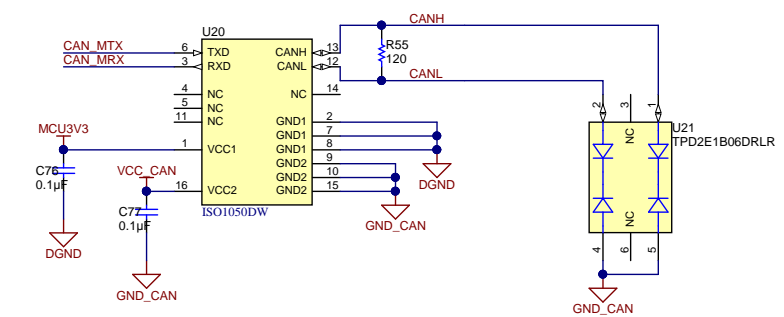 CANH
U20
CAN_MTX 6 TXD CANH 13 R55
CAN_MRX 3 RXD CANL 12 120
CANL
4 NC NC 14
5 NC
11 NC GND1 2
2 3 1
NC
U21
TPD2E1B06DRLR
MCU3V3
GND1 7
1 VCC1 GND1 8
GND2 9
C76
0.1µF
VCC_CAN
GND2 10
DGND
16 VCC2 GND2 15
C77
0.1µF
ISO1050DW
GND_CAN
NC
4 6 5
DGND
GND_CAN
GND_CAN